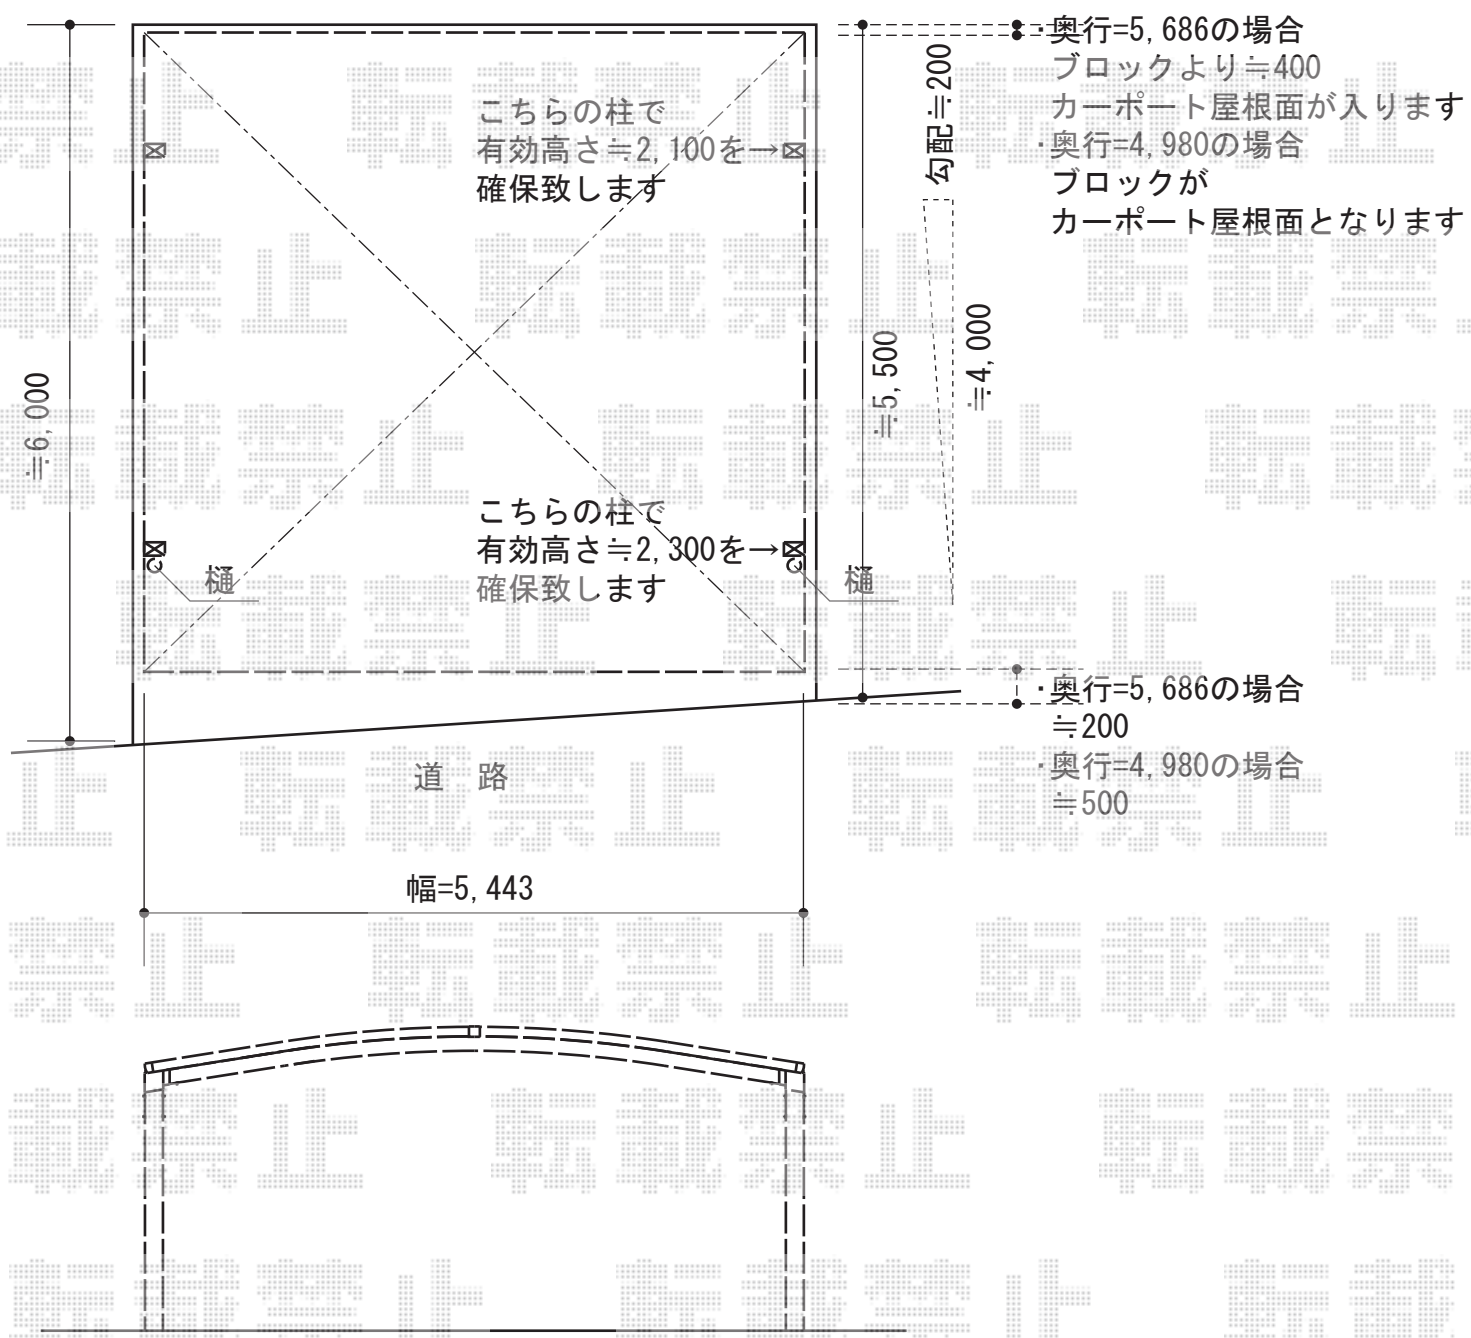 ・奥行=5,686の場合
ブロックより≒400
カーポート屋根面が入ります
・奥行=4,980の場合
ブロックが
カーポート屋根面となります
こちらの柱で
有効高さ≒2,100を→
確保致します
勾配≒200
≒4,000
≒5,500
≒6,000
こちらの柱で
有効高さ≒2,300を→
確保致します
樋
樋
・奥行=5,686の場合
≒200
・奥行=4,980の場合
≒500
道 路
幅=5,443
転載禁止